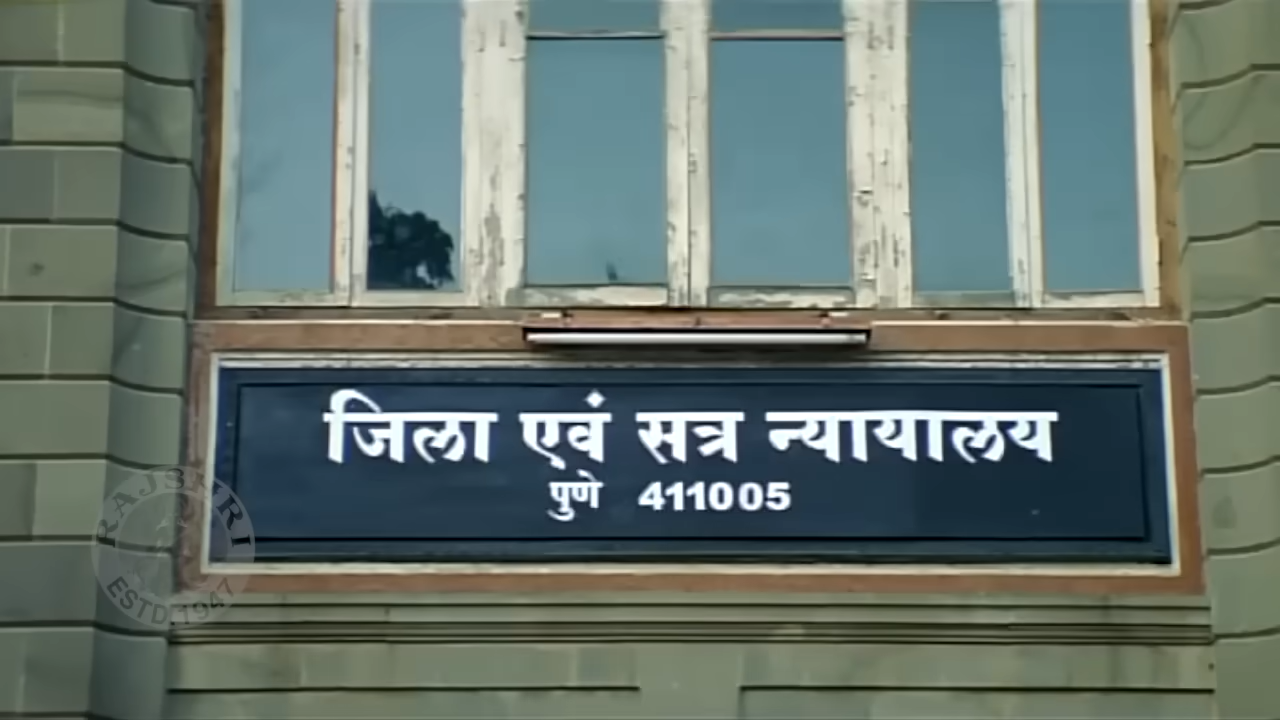 जिला एवं सत्र न्यायालय
पुणे 411005
RAJSHRI
ESTD.1947